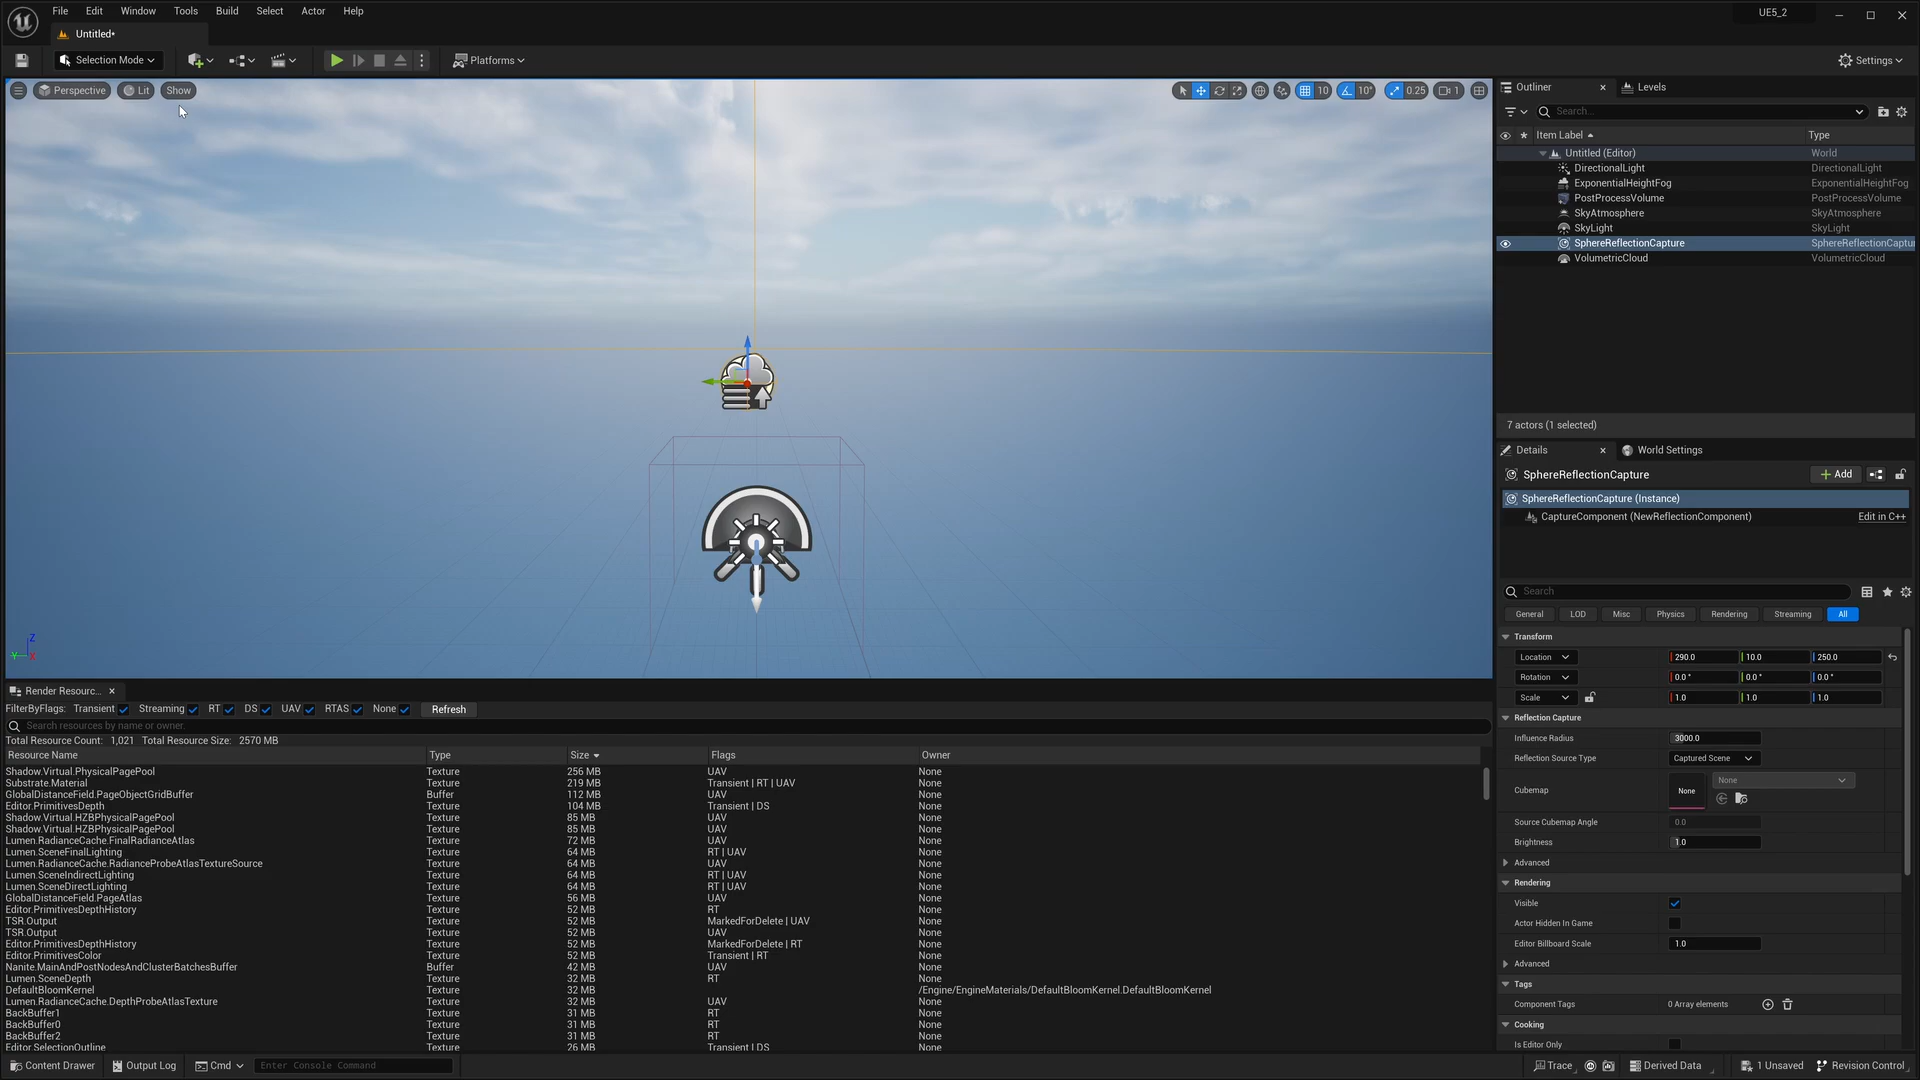 File Edit Window Tools Build Select Actor Help
UE5_2
Untitled*
Selection Mode
Platforms
Settings
Perspective Lit Show
10 10° 0.25 1
Outliner Levels
Search...
Item Label Type
Untitled (Editor) World
DirectionalLight DirectionalLight
ExponentialHeightFog ExponentialHeightFog
PostProcessVolume PostProcessVolume
SkyAtmosphere SkyAtmosphere
SkyLight SkyLight
SphereReflectionCapture SphereReflectionCaptu
VolumetricCloud VolumetricCloud
7 actors (1 selected)
Details World Settings
SphereReflectionCapture Add
SphereReflectionCapture (Instance)
CaptureComponent (NewReflectionComponent) Edit in C++
Search
General LOD Misc Physics Rendering Streaming All
Transform
Location 290.0 10.0 250.0
Rotation 0.0° 0.0° 0.0°
Scale 1.0 1.0 1.0
Reflection Capture
Influence Radius 3000.0
Reflection Source Type Captured Scene
Cubemap None None
Source Cubemap Angle 0.0
Brightness 1.0
Advanced
Rendering
Visible
Actor Hidden In Game
Editor Billboard Scale 1.0
Advanced
Tags
Component Tags 0 Array elements
Cooking
Is Editor Only
Z
Y X
Render Resourc...
FilterByFlags: Transient Streaming RT DS UAV RTAS None Refresh
Search resources by name or owner.
Total Resource Count: 1,021 Total Resource Size: 2570 MB
Resource Name Type Size Flags Owner
Shadow.Virtual.PhysicalPagePool Texture 256 MB UAV None
Substrate.Material Texture 219 MB Transient | RT | UAV None
GlobalDistanceField.PageObjectGridBuffer Buffer 112 MB UAV None
Editor.PrimitivesDepth Texture 104 MB Transient | DS None
Shadow.Virtual.HZBPhysicalPagePool Texture 85 MB UAV None
Shadow.Virtual.HZBPhysicalPagePool Texture 85 MB UAV None
Lumen.RadianceCache.FinalRadianceAtlas Texture 72 MB UAV None
Lumen.SceneFinalLighting Texture 64 MB RT | UAV None
Lumen.RadianceCache.RadianceProbeAtlasTextureSource Texture 64 MB UAV None
Lumen.SceneIndirectLighting Texture 64 MB RT | UAV None
Lumen.SceneDirectLighting Texture 64 MB RT | UAV None
GlobalDistanceField.PageAtlas Texture 56 MB UAV None
Editor.PrimitivesDepthHistory Texture 52 MB RT None
TSR.Output Texture 52 MB MarkedForDelete | UAV None
TSR.Output Texture 52 MB UAV None
Editor.PrimitivesDepthHistory Texture 52 MB MarkedForDelete | RT None
Editor.PrimitivesColor Texture 52 MB Transient | RT None
Nanite.MainAndPostNodesAndClusterBatchesBuffer Buffer 42 MB UAV None
Lumen.SceneDepth Texture 32 MB RT None
DefaultBloomKernel Texture 32 MB /Engine/EngineMaterials/DefaultBloomKernel.DefaultBloomKernel
Lumen.RadianceCache.DepthProbeAtlasTexture Texture 32 MB UAV None
BackBuffer1 Texture 31 MB RT None
BackBuffer0 Texture 31 MB RT None
BackBuffer2 Texture 31 MB RT None
Editor.SelectionOutline Texture 26 MB Transient | DS None
Content Drawer Output Log Cmd Enter Console Command
Trace Derived Data 1 Unsaved Revision Control